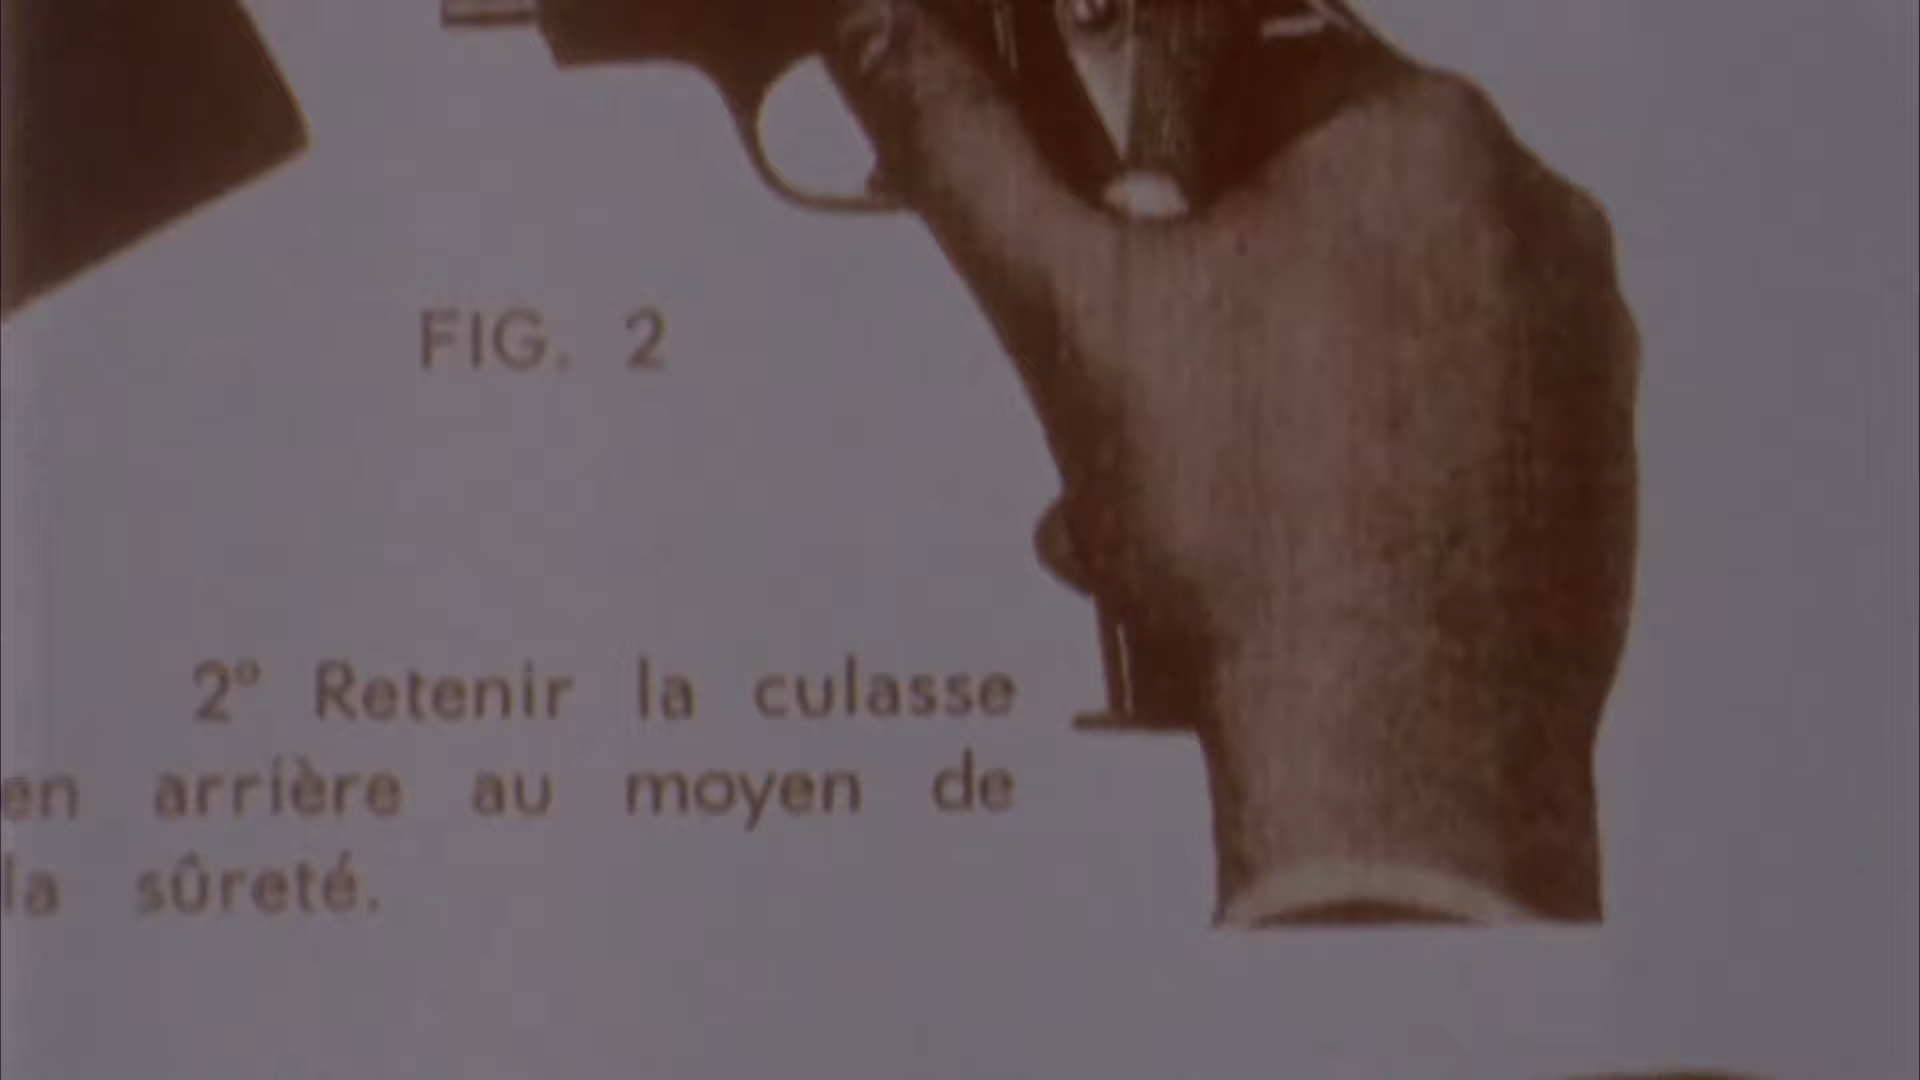 FIG. 2
2° Retenir la culasse
en arrière au moyen de
la sûreté.